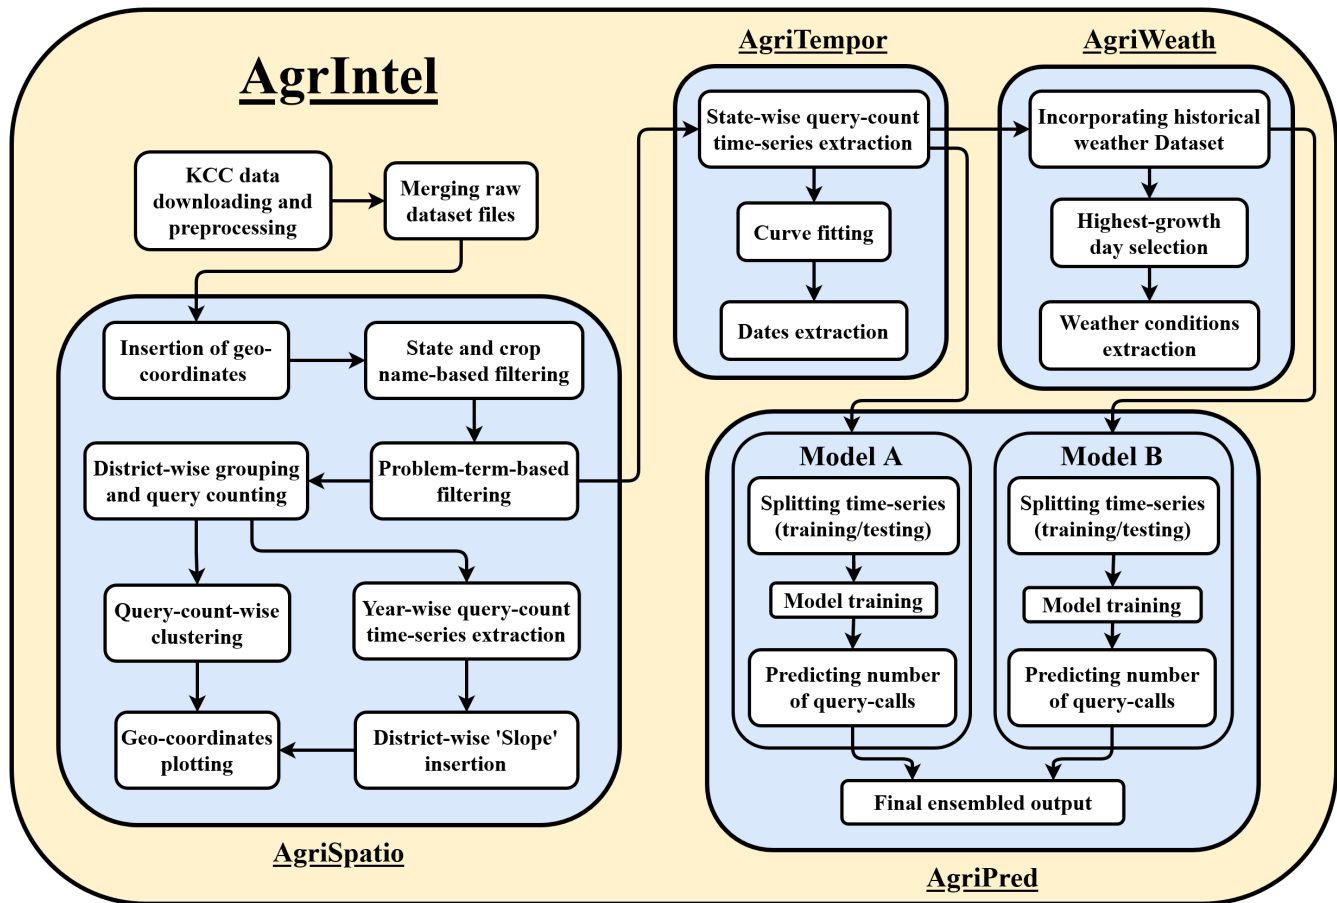 AgrIntel
KCC data
downloading and
preprocessing
Merging raw
dataset files
Insertion of geo-
coordinates
State and crop
name-based filtering
District-wise grouping
and query counting
Problem-term-based
filtering
Query-count-wise
clustering
Year-wise query-count
time-series extraction
Geo-coordinates
plotting
District-wise 'Slope'
insertion
AgriSpatio
AgriTempor
State-wise query-count
time-series extraction
Curve fitting
Dates extraction
AgriWeath
Incorporating historical
weather Dataset
Highest-growth
day selection
Weather conditions
extraction
Model A
Splitting time-series
(training/testing)
Model training
Predicting number
of query-calls
Model B
Splitting time-series
(training/testing)
Model training
Predicting number
of query-calls
Final ensembled output
AgriPred